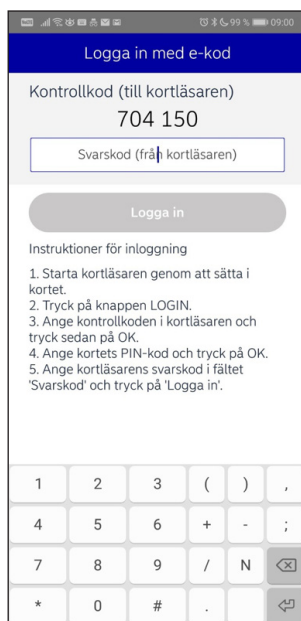 99 % 09:00
Logga in med e-kod
Kontrollkod (till kortläsaren)
704 150
Svarskod (från kortläsaren)
Logga in
Instruktioner för inloggning
1. Starta kortläsaren genom att sätta i
kortet.
2. Tryck på knappen LOGIN.
3. Ange kontrollkoden i kortläsaren och
tryck sedan på OK.
4. Ange kortets PIN-kod och tryck på OK.
5. Ange kortläsarens svarskod i fältet
'Svarskod' och tryck på 'Logga in'.
1 2 3 ( ) ,
4 5 6 + - ;
7 8 9 / N
* 0 # .